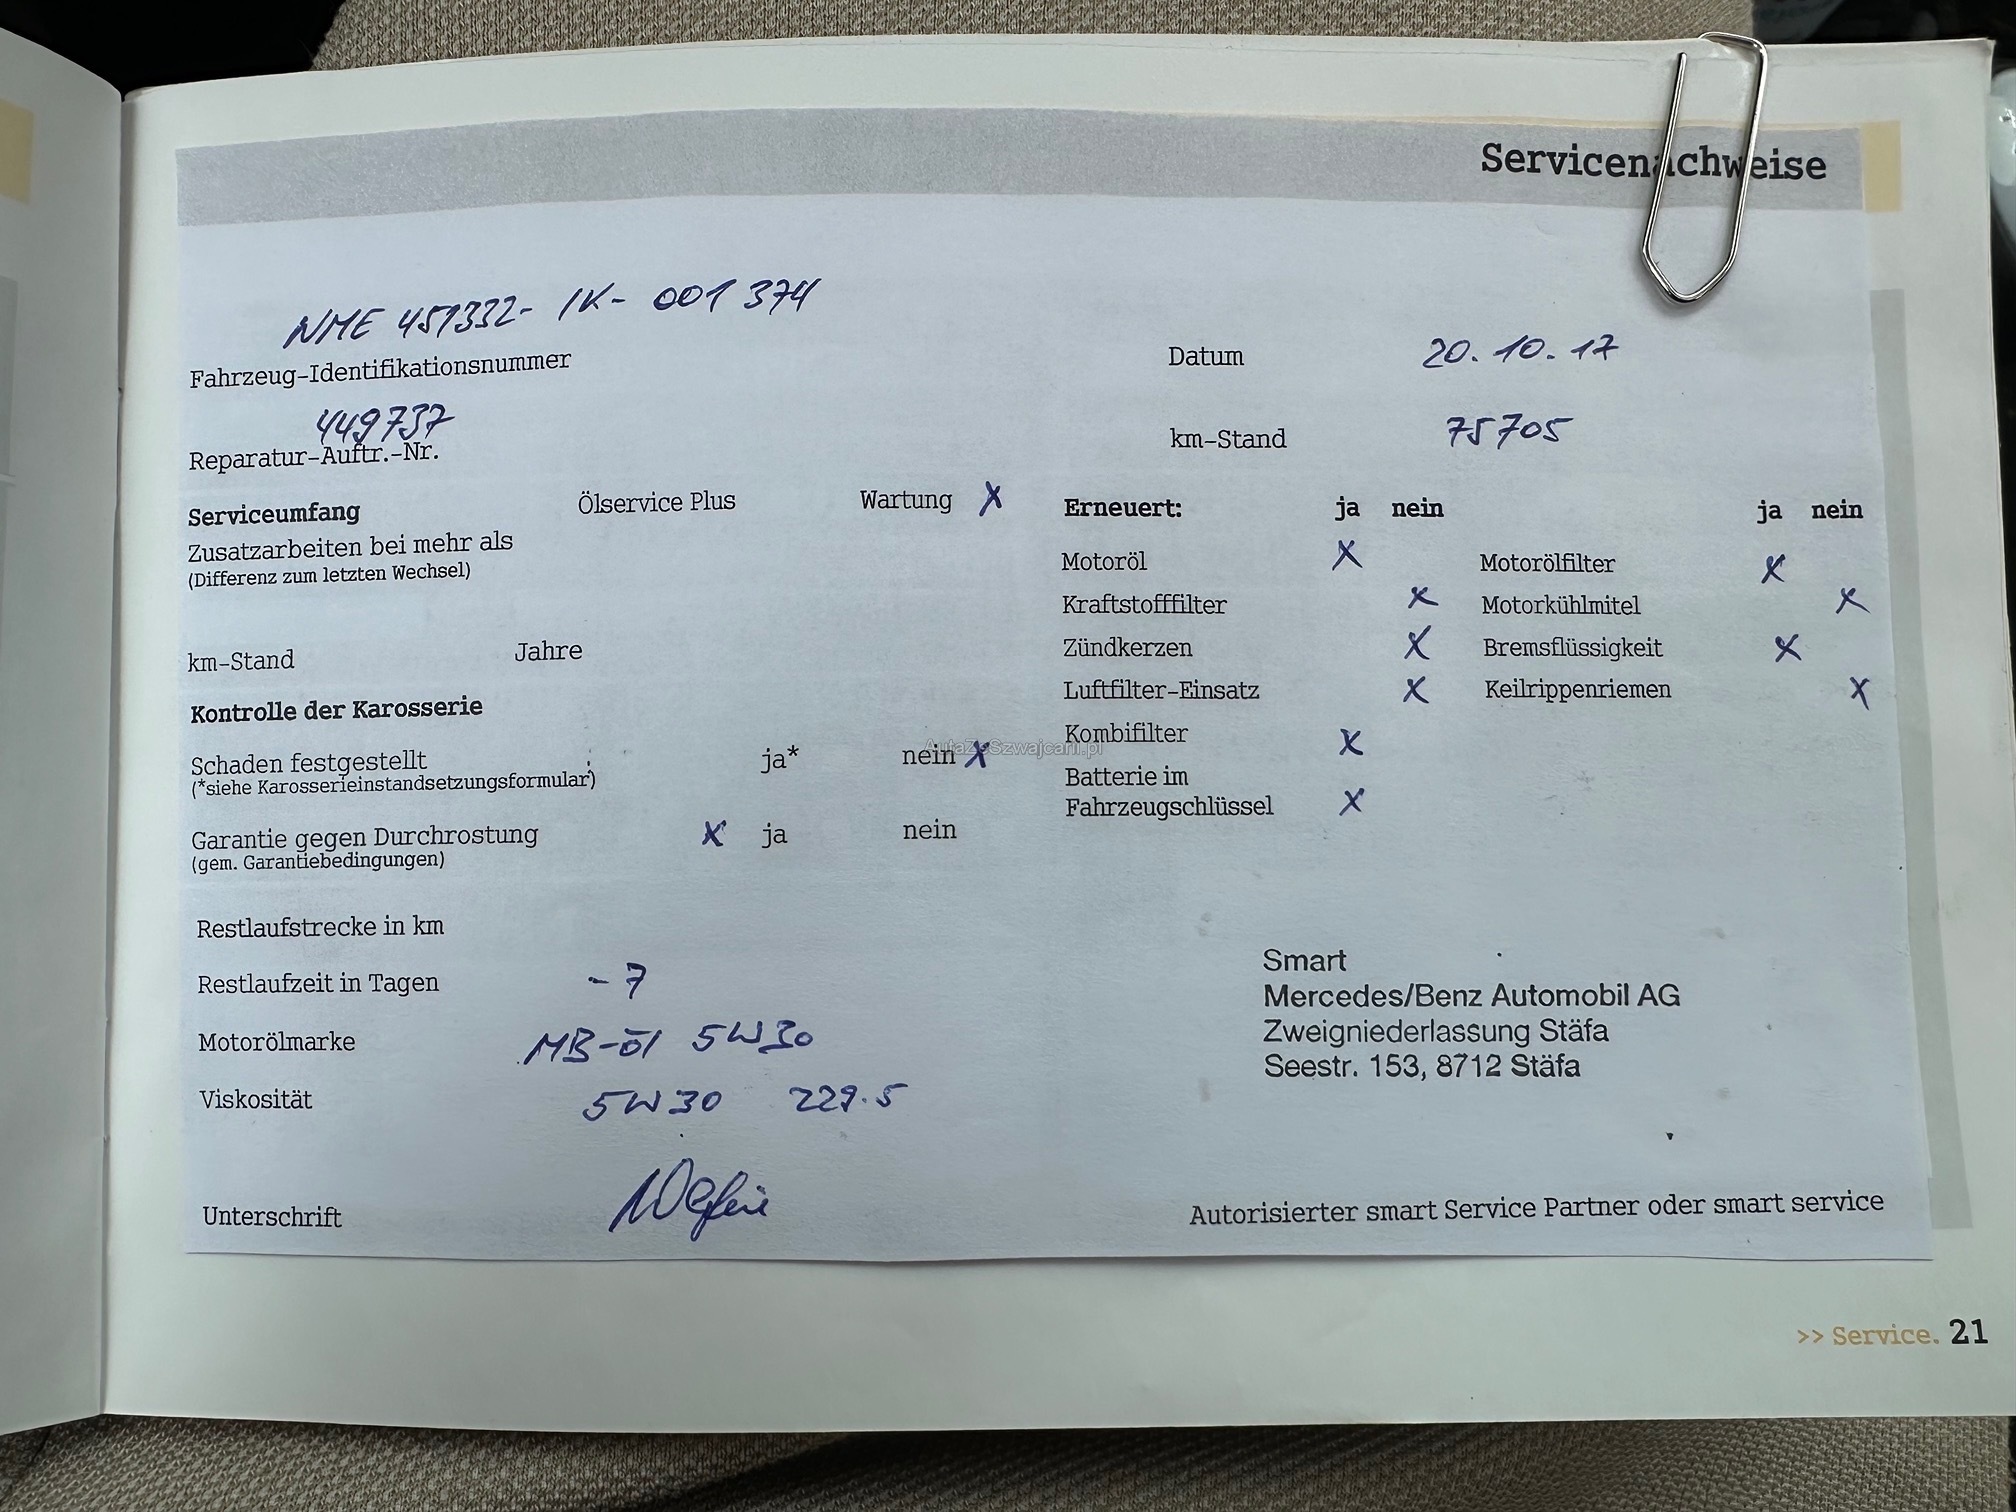 Servicenachweise
NME 451332- 1K- 001 374
Fahrzeug-Identifikationsnummer
Datum 20.10.17
449737
Reparatur-Auftr.-Nr.
km-Stand 75705
Serviceumfang Ölservice Plus Wartung X
Zusatzarbeiten bei mehr als
(Differenz zum letzten Wechsel)
km-Stand Jahre
Kontrolle der Karosserie
Schaden festgestellt ja* nein X
(*siehe Karosserieinstandsetzungsformular)
Garantie gegen Durchrostung X ja nein
(gem. Garantiebedingungen)
Restlaufstrecke in km
Restlaufzeit in Tagen - 7
Motorölmarke MB-Öl 5W30
Viskosität 5W30 229.5
Unterschrift
Erneuert: ja nein ja nein
Motoröl X Motorölfilter X
Kraftstofffilter X Motorkühlmitel X
Zündkerzen X Bremsflüssigkeit X
Luftfilter-Einsatz X Keilrippenriemen X
Kombifilter X
Batterie im
Fahrzeugschlüssel X
AutaZeSzwajcarii.pl
Smart
Mercedes/Benz Automobil AG
Zweigniederlassung Stäfa
Seestr. 153, 8712 Stäfa
Autorisierter smart Service Partner oder smart service
>> Service. 21